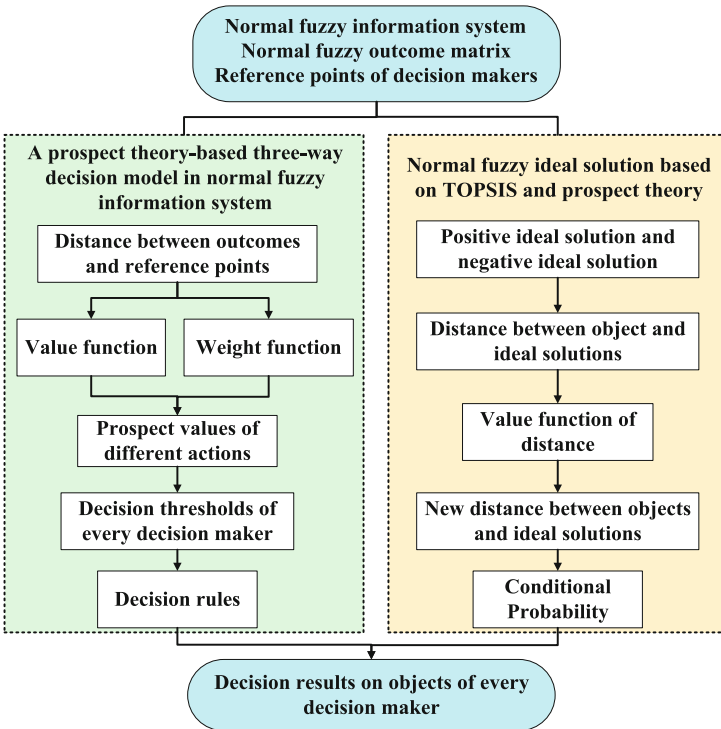 Normal fuzzy information system
Normal fuzzy outcome matrix
Reference points of decision makers
A prospect theory-based three-way
decision model in normal fuzzy
information system
Distance between outcomes
and reference points
Value function
Weight function
Prospect values of
different actions
Decision thresholds of
every decision maker
Decision rules
Normal fuzzy ideal solution based
on TOPSIS and prospect theory
Positive ideal solution and
negative ideal solution
Distance between object and
ideal solutions
Value function of
distance
New distance between objects
and ideal solutions
Conditional
Probability
Decision results on objects of every
decision maker